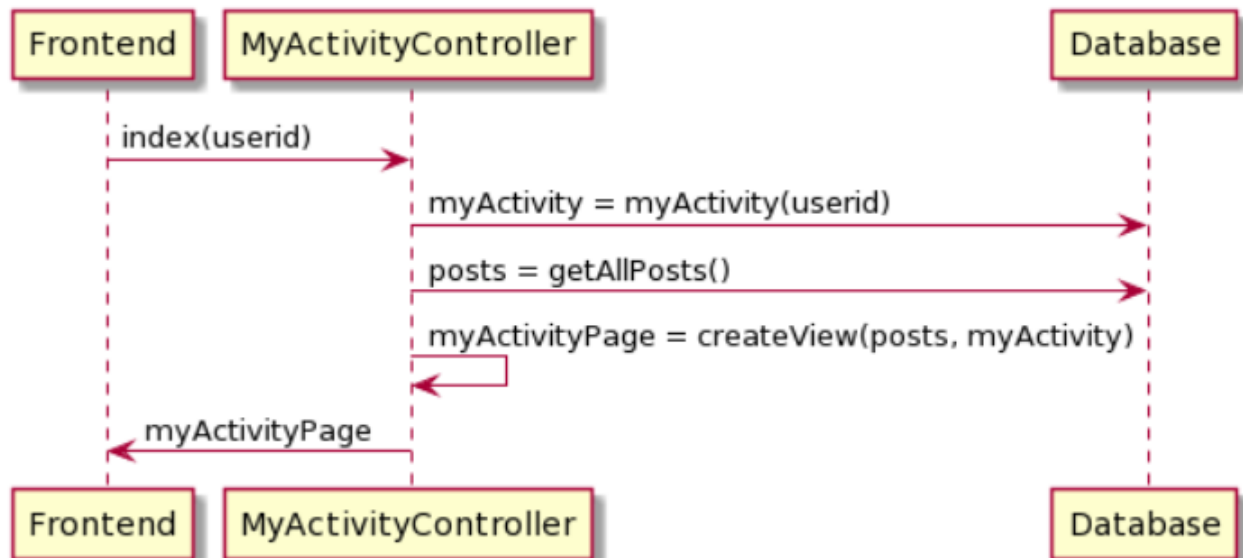 Frontend
MyActivityController
Database
index(userid)
myActivity = myActivity(userid)
posts = getAllPosts()
myActivityPage = createView(posts, myActivity)
myActivityPage
Frontend
MyActivityController
Database